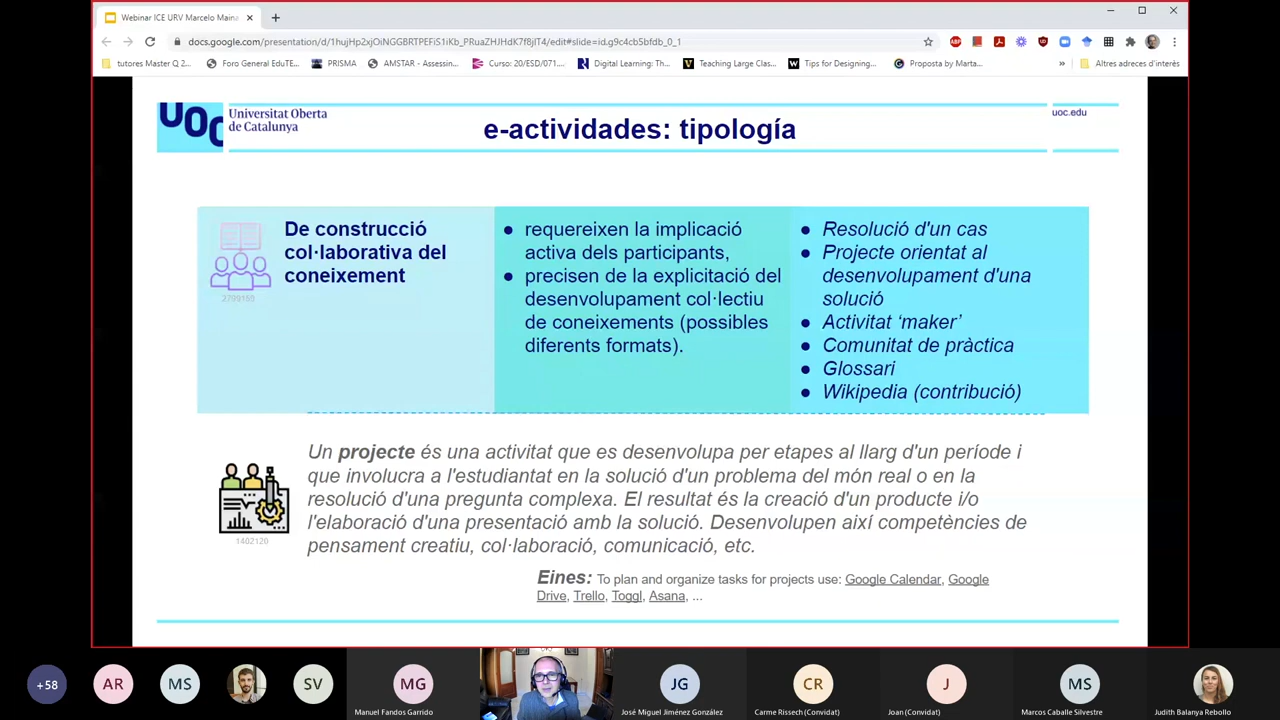 Webinar ICE URV Marcelo Maina
docs.google.com/presentation/d/1hujHp2xjOiNGGBRTPEFiS1iKb_PRuaZHJHdK7f8jIT4/edit#slide=id.g9c4cb5bfdb_0_1
tutores Master Q 2... Foro General EduTE... PRISMA AMSTAR - Assessin... Curso: 20/ESD/071.... Digital Learning: Th... Teaching Large Clas... Tips for Designing... Proposta by Marta... » Altres adreces d'interès
UOC Universitat Oberta
de Catalunya
e-actividades: tipología
uoc.edu
De construcció
col·laborativa del
coneixement
2799169
● requereixen la implicació
activa dels participants,
● precisen de la explicitació del
desenvolupament col·lectiu
de coneixements (possibles
diferents formats).
● Resolució d'un cas
● Projecte orientat al
desenvolupament d'una
solució
● Activitat ‘maker’
● Comunitat de pràctica
● Glossari
● Wikipedia (contribució)
Un projecte és una activitat que es desenvolupa per etapes al llarg d'un període i
que involucra a l'estudiantat en la solució d'un problema del món real o en la
resolució d'una pregunta complexa. El resultat és la creació d'un producte i/o
l'elaboració d'una presentació amb la solució. Desenvolupen així competències de
pensament creatiu, col·laboració, comunicació, etc.
1402120
Eines: To plan and organize tasks for projects use: Google Calendar, Google
Drive, Trello, Toggl, Asana, ...
+58 AR MS SV MG JG CR J MS
Manuel Fandos Garrido José Miguel Jiménez González Carme Rissech (Convidat) Joan (Convidat) Marcos Caballe Silvestre Judith Balanya Rebollo